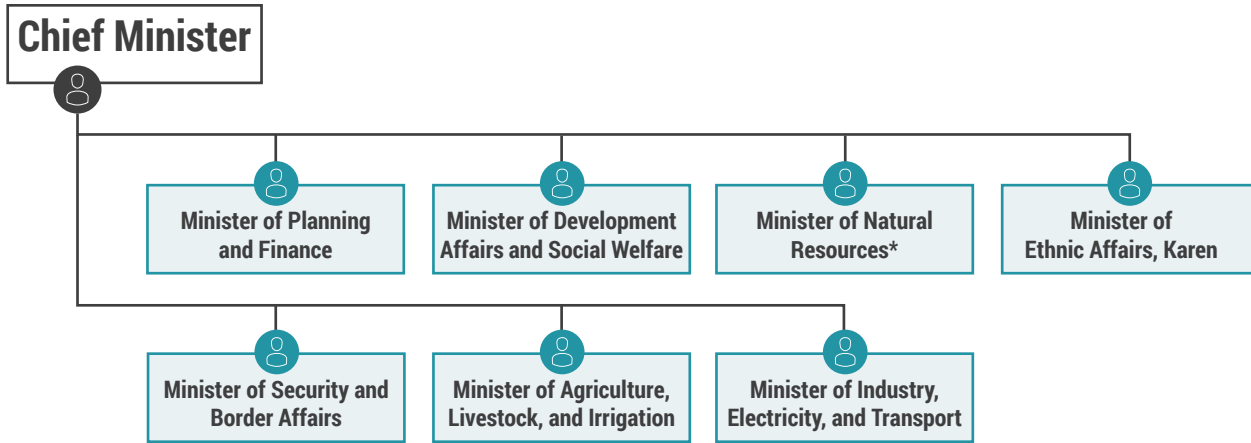 Chief Minister
Minister of Planning
and Finance
Minister of Development
Affairs and Social Welfare
Minister of Natural
Resources*
Minister of
Ethnic Affairs, Karen
Minister of Security and
Border Affairs
Minister of Agriculture,
Livestock, and Irrigation
Minister of Industry,
Electricity, and Transport